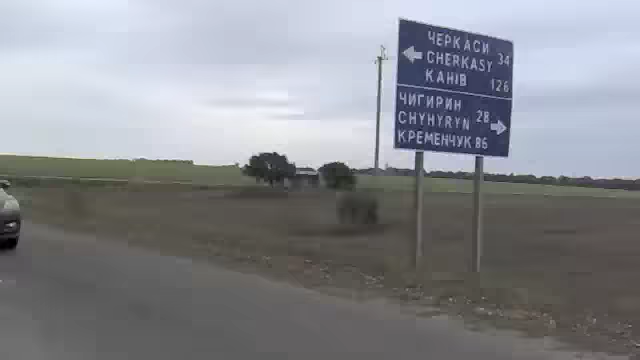 ЧЕРКАСИ 34
CHERKASY
КАНІВ 126
ЧИГИРИН 28
CHYHYRYN
КРЕМЕНЧУК 86